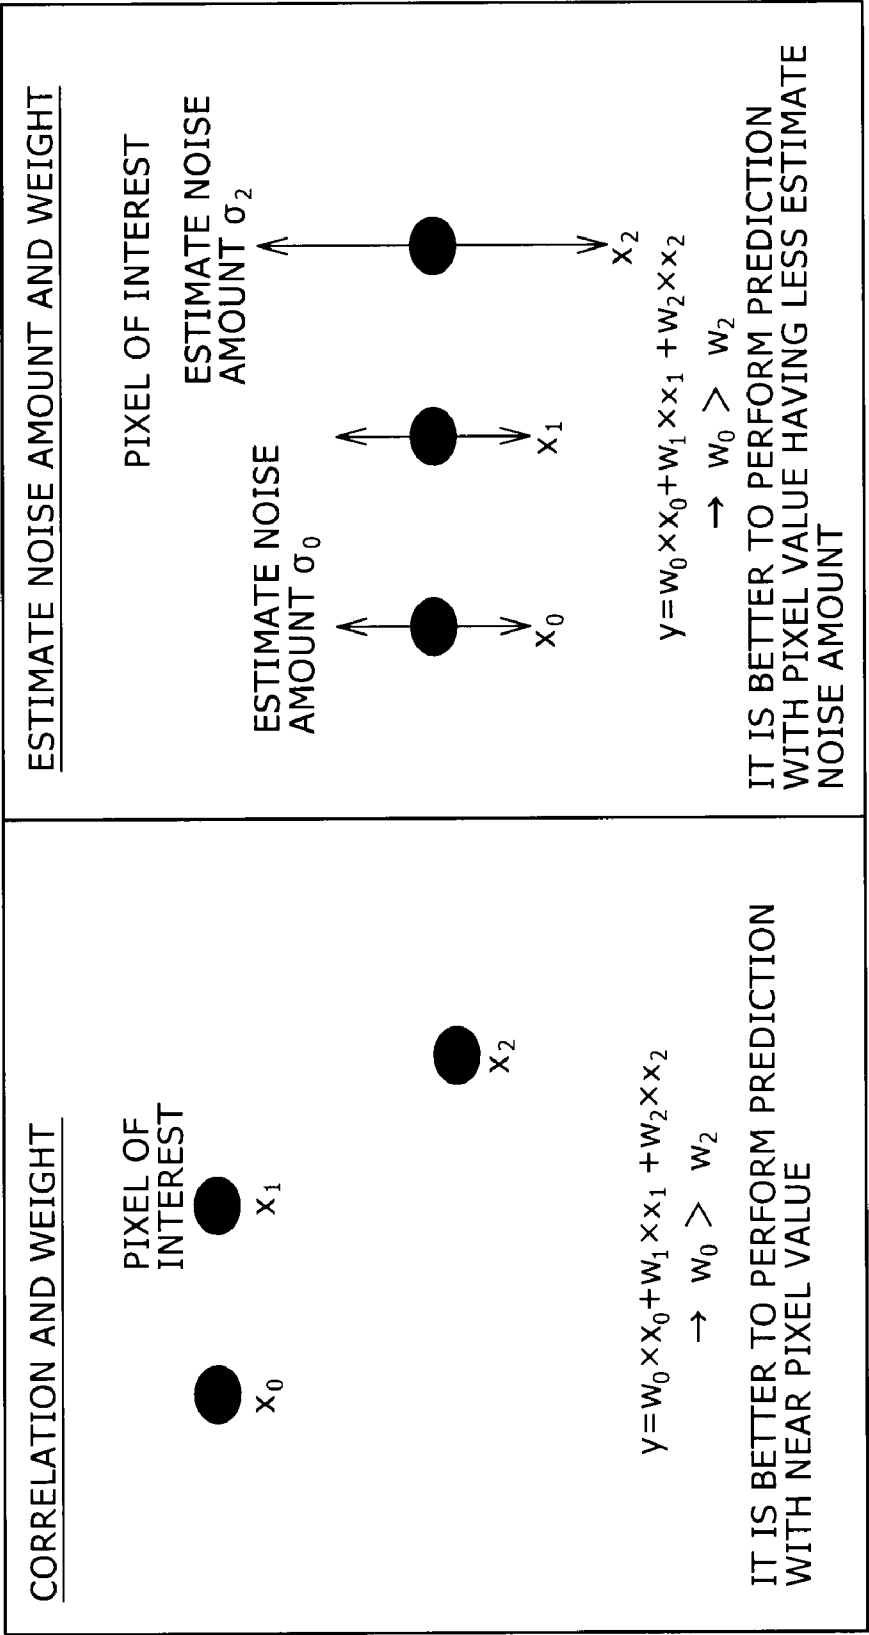 CORRELATION AND WEIGHT
PIXEL OF
INTEREST
x₀
x₁
x₂
y=w₀×x₀+w₁×x₁ +w₂×x₂
→ w₀ > w₂
IT IS BETTER TO PERFORM PREDICTION
WITH NEAR PIXEL VALUE
ESTIMATE NOISE AMOUNT AND WEIGHT
PIXEL OF INTEREST
ESTIMATE NOISE
AMOUNT σ₂
ESTIMATE NOISE
AMOUNT σ₀
x₀
x₁
x₂
y=w₀×x₀+w₁×x₁ +w₂×x₂
→ w₀ > w₂
IT IS BETTER TO PERFORM PREDICTION
WITH PIXEL VALUE HAVING LESS ESTIMATE
NOISE AMOUNT